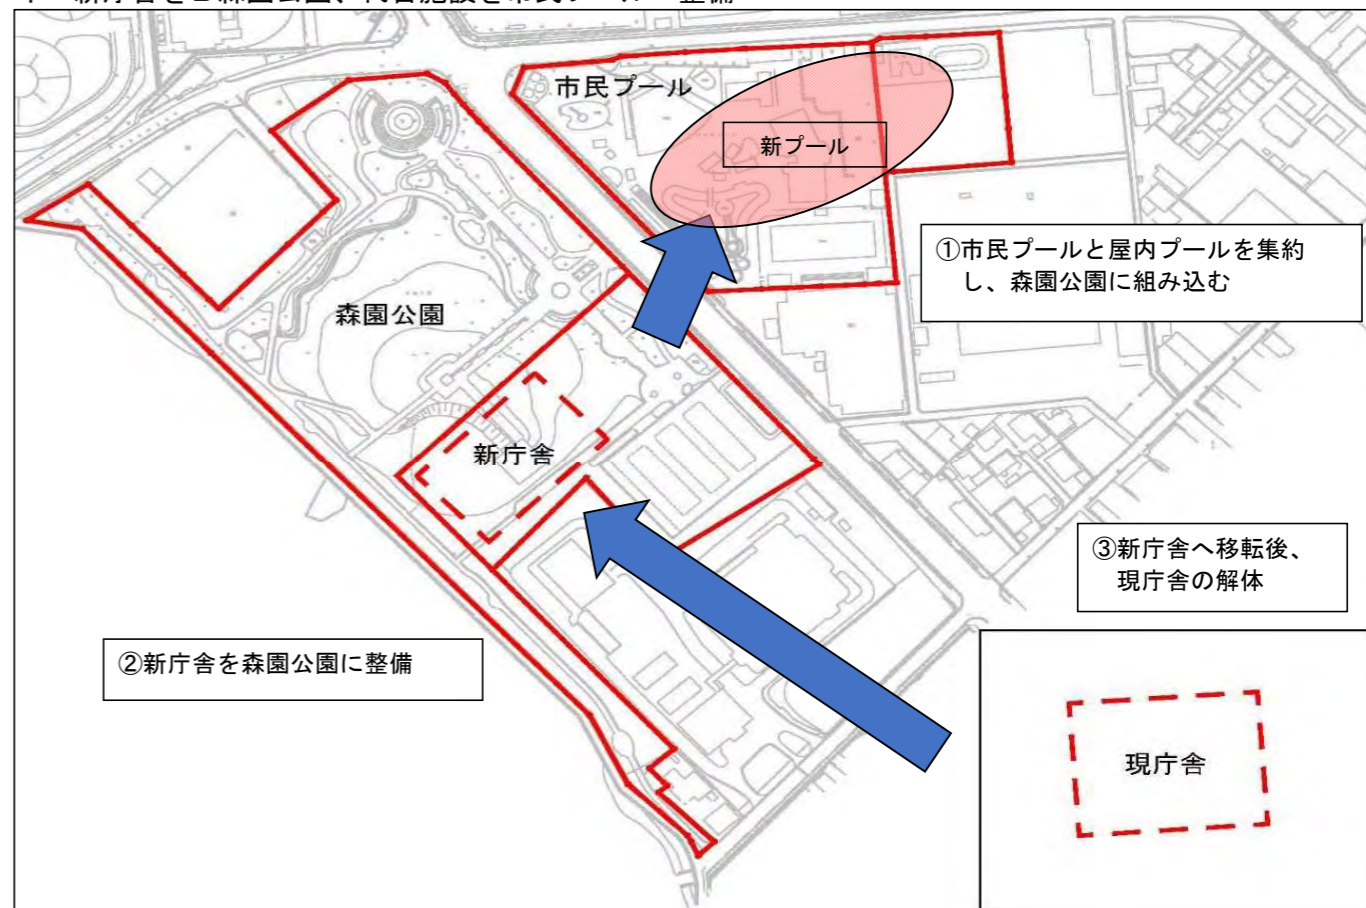 市民プール
新プール
①市民プールと屋内プールを集約
し、森園公園に組み込む
森園公園
新庁舎
③新庁舎へ移転後、
現庁舎の解体
②新庁舎を森園公園に整備
現庁舎